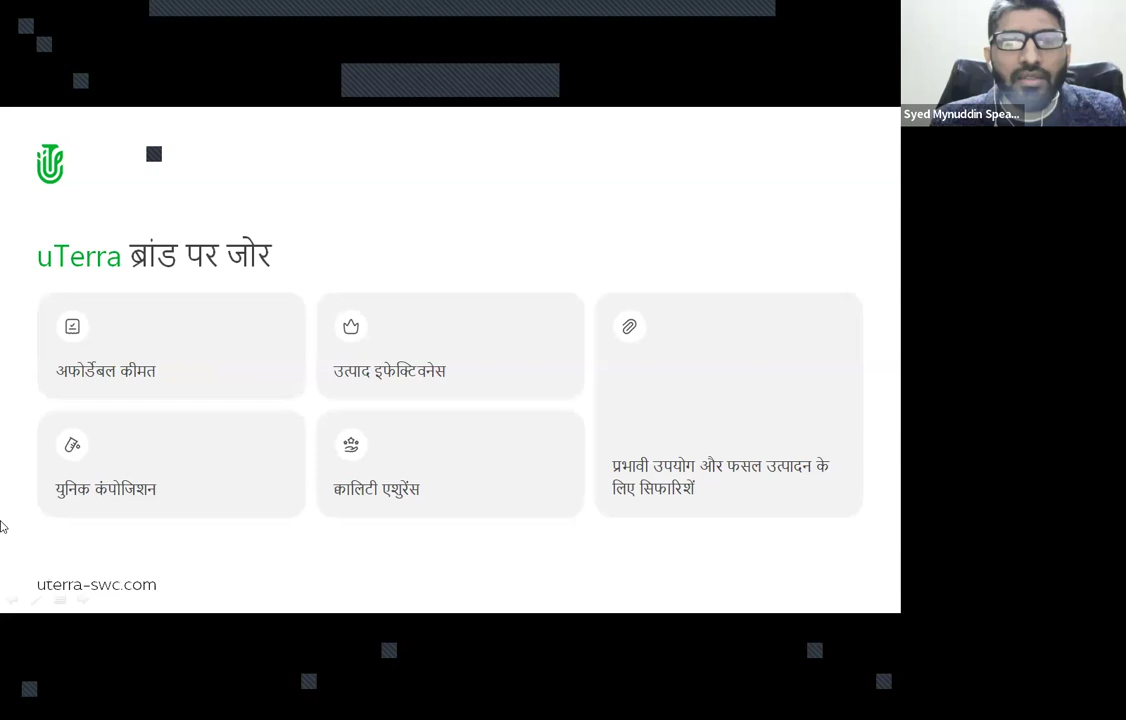 Syed Mynuddin Spea...
uTerra ब्रांड पर जोर
अफोर्डेबल कीमत
उत्पाद इफेक्टिवनेस
युनिक कंपोजिशन
क्वालिटी एशुरेंस
प्रभावी उपयोग और फसल उत्पादन के
लिए सिफारिशें
uterra-swc.com